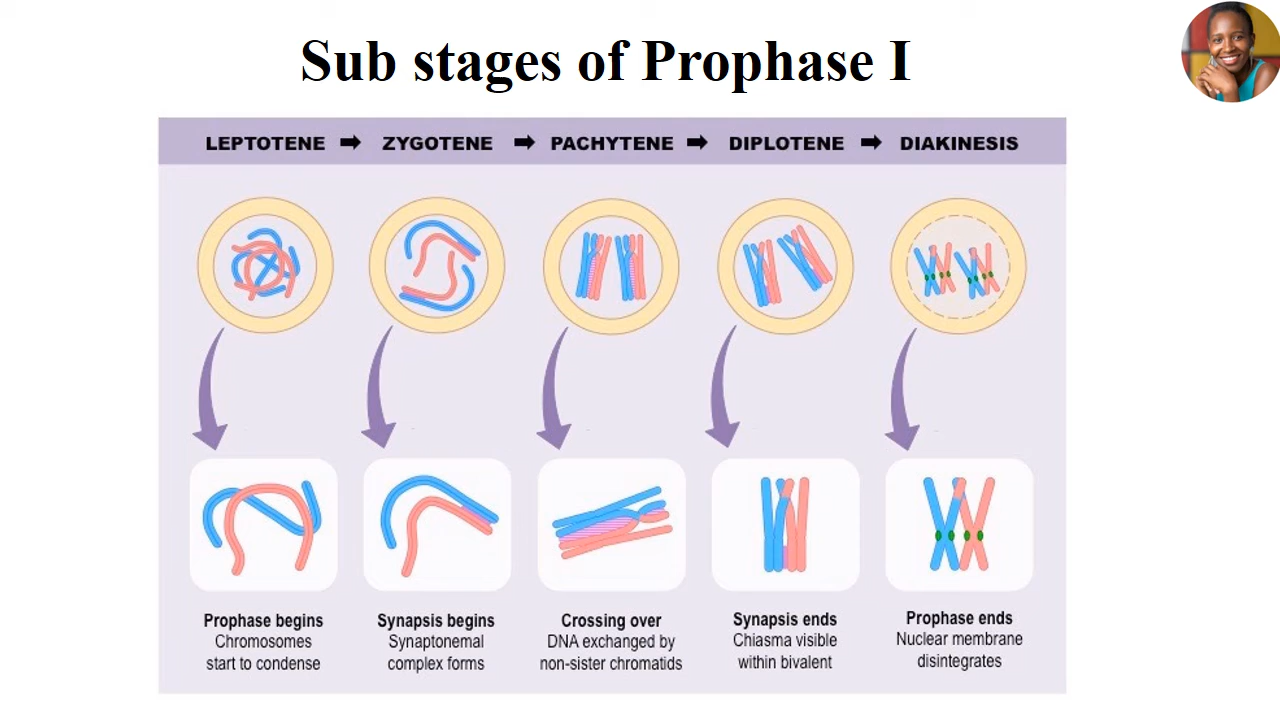 Sub stages of Prophase I
LEPTOTENE ➡ ZYGOTENE ➡ PACHYTENE ➡ DIPLOTENE ➡ DIAKINESIS
Prophase begins
Chromosomes
start to condense
Synapsis begins
Synaptonemal
complex forms
Crossing over
DNA exchanged by
non-sister chromatids
Synapsis ends
Chiasma visible
within bivalent
Prophase ends
Nuclear membrane
disintegrates